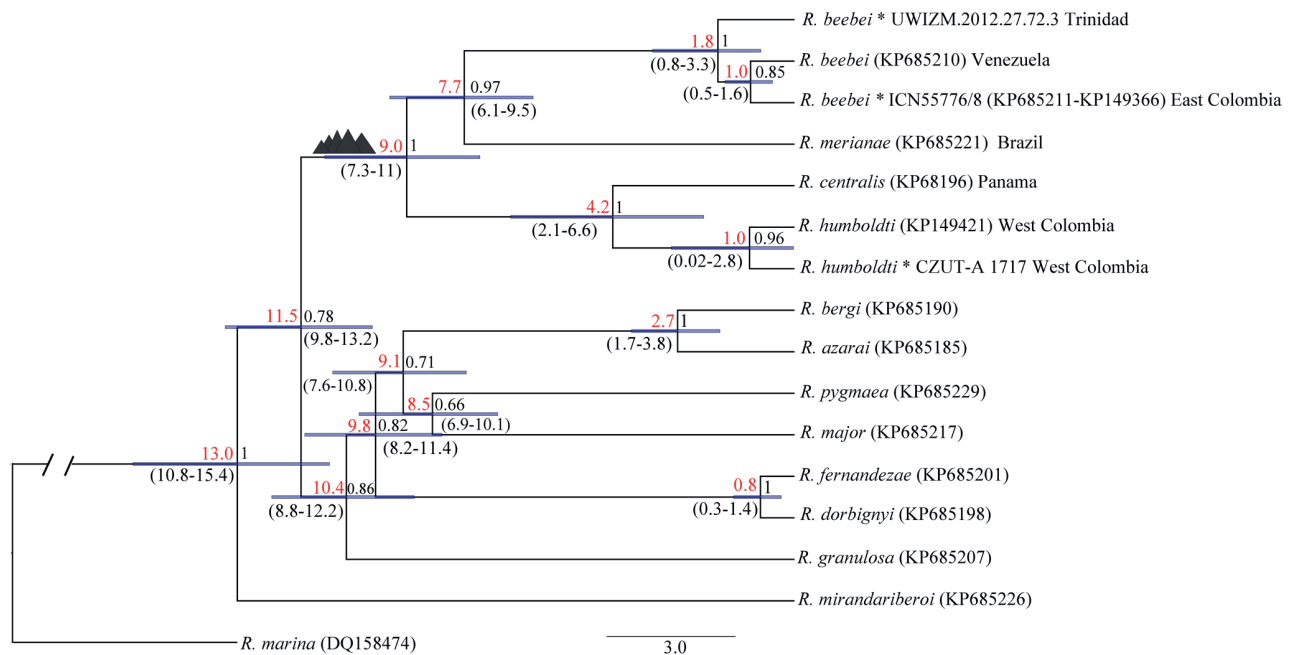 R. beebei * UWIZM.2012.27.72.3 Trinidad
1.8 1
(0.8-3.3)
R. beebei (KP685210) Venezuela
1.0 0.85
(0.5-1.6)
R. beebei * ICN55776/8 (KP685211-KP149366) East Colombia
7.7 0.97
(6.1-9.5)
R. merianae (KP685221) Brazil
9.0 1
(7.3-11)
R. centralis (KP68196) Panama
4.2 1
(2.1-6.6)
R. humboldti (KP149421) West Colombia
1.0 0.96
(0.02-2.8)
R. humboldti * CZUT-A 1717 West Colombia
R. bergi (KP685190)
11.5 0.78
(9.8-13.2)
2.7 1
(1.7-3.8)
R. azarai (KP685185)
9.1 0.71
(7.6-10.8)
R. pygmaea (KP685229)
8.5 0.66
(6.9-10.1)
9.8 0.82
(8.2-11.4)
R. major (KP685217)
13.0 1
(10.8-15.4)
R. fernandezae (KP685201)
10.4 0.86
(8.8-12.2)
0.8 1
(0.3-1.4)
R. dorbignyi (KP685198)
R. granulosa (KP685207)
R. mirandariberoi (KP685226)
R. marina (DQ158474)
3.0